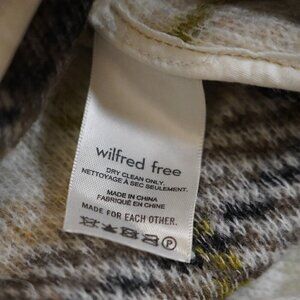 wilfred free
DRY CLEAN ONLY.
NETTOYAGE À SEC SEULEMENT.
MADE IN CHINA
FABRIQUÉ EN CHINE
MADE FOR EACH OTHER.
P